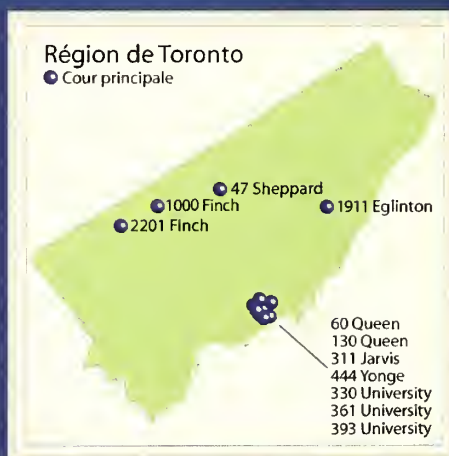 Région de Toronto
Cour principale
47 Sheppard
1000 Finch
1911 Eglinton
2201 Finch
60 Queen
130 Queen
311 Jarvis
444 Yonge
330 University
361 University
393 University